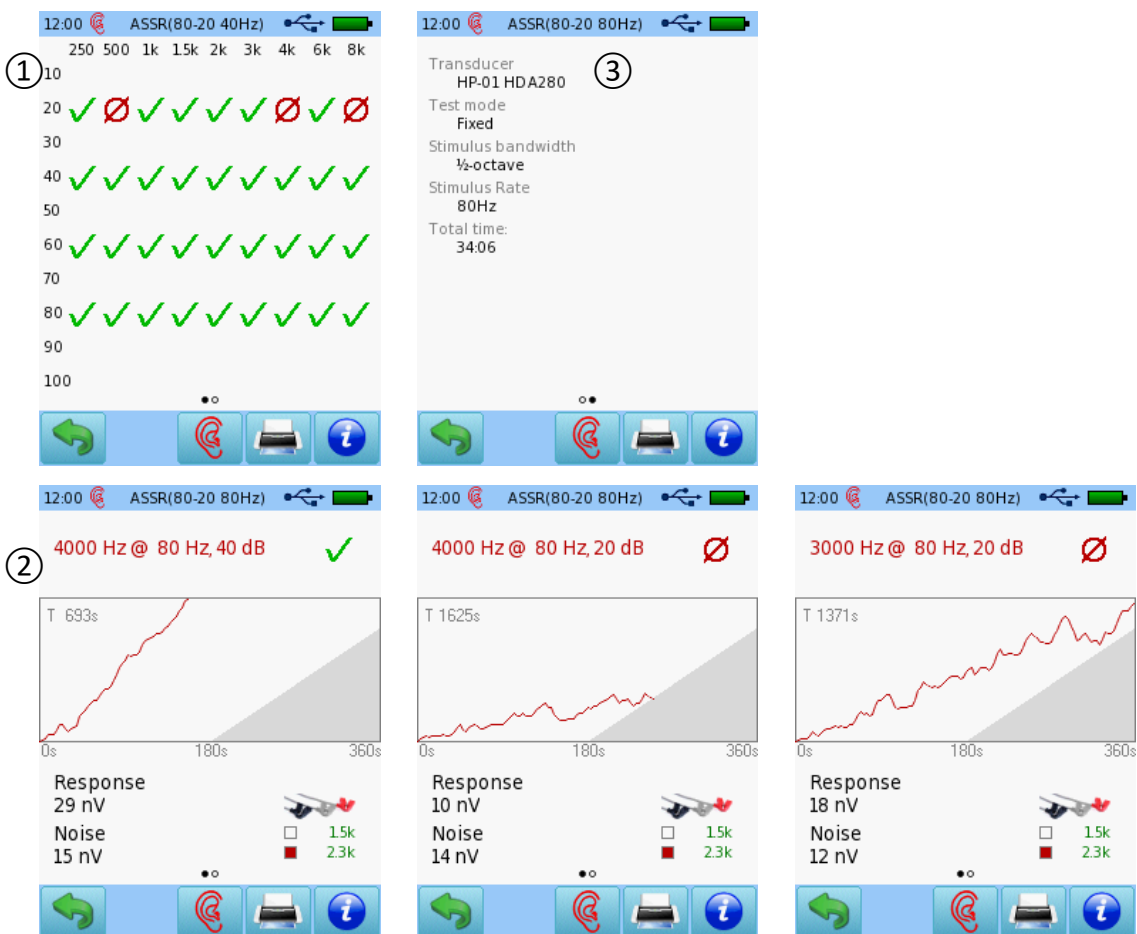 12:00 ASSR(80-20 40Hz)
①
250 500 1k 1.5k 2k 3k 4k 6k 8k
10
20
30
40
50
60
70
80
90
100
12:00 ASSR(80-20 80Hz)
③
Transducer
HP-01 HDA280
Test mode
Fixed
Stimulus bandwidth
½-octave
Stimulus Rate
80Hz
Total time:
34:06
②
12:00 ASSR(80-20 80Hz)
4000 Hz @ 80 Hz, 40 dB
T 693s
0s 180s 360s
Response
29 nV
Noise
15 nV
1.5k
2.3k
12:00 ASSR(80-20 80Hz)
4000 Hz @ 80 Hz, 20 dB
T 1625s
0s 180s 360s
Response
10 nV
Noise
14 nV
1.5k
2.3k
12:00 ASSR(80-20 80Hz)
3000 Hz @ 80 Hz, 20 dB
T 1371s
0s 180s 360s
Response
18 nV
Noise
12 nV
1.5k
2.3k